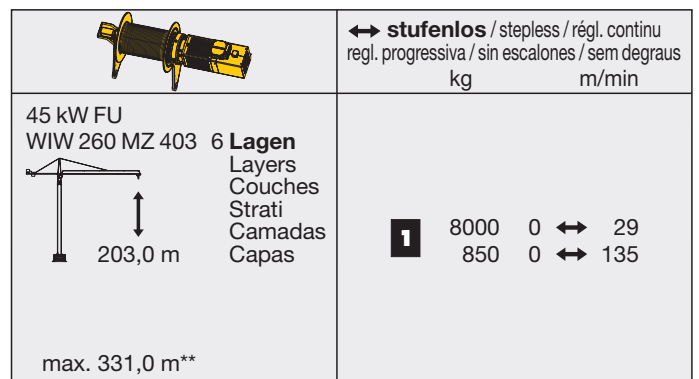 ↔ stufenlos / stepless / régl. continu
regl. progressiva / sin escalones / sem degraus
kg m/min
45 kW FU
WIW 260 MZ 403 6 Lagen
Layers
Couches
Strati
Camadas
203,0 m Capas
max. 331,0 m**
1 8000 0 ↔ 29
850 0 ↔ 135